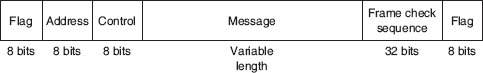 Flag Address Control Message Frame check
sequence Flag
8 bits 8 bits 8 bits Variable
length 32 bits 8 bits